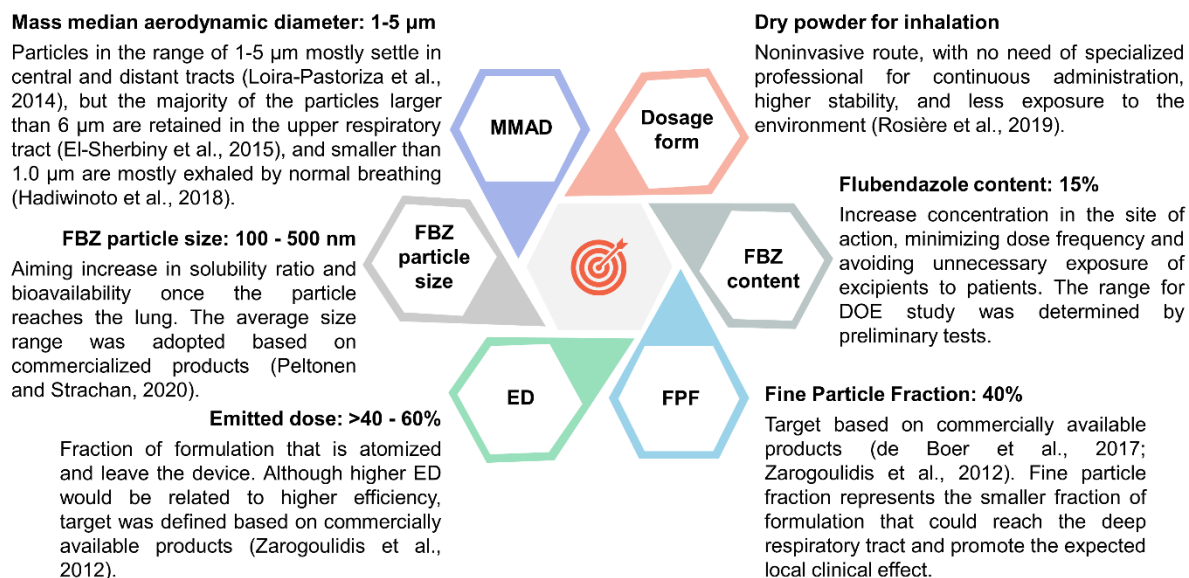 Mass median aerodynamic diameter: 1-5 µm
Particles in the range of 1-5 µm mostly settle in
central and distant tracts (Loira-Pastoriza et al.,
2014), but the majority of the particles larger
than 6 µm are retained in the upper respiratory
tract (El-Sherbiny et al., 2015), and smaller than
1.0 µm are mostly exhaled by normal breathing
(Hadiwinoto et al., 2018).
FBZ particle size: 100 - 500 nm
Aiming increase in solubility ratio and
bioavailability once the particle
reaches the lung. The average size
range was adopted based on
commercialized products (Peltonen
and Strachan, 2020).
Emitted dose: >40 - 60%
Fraction of formulation that is atomized
and leave the device. Although higher ED
would be related to higher efficiency,
target was defined based on commercially
available products (Zarogoulidis et al.,
2012).
MMAD
Dosage
form
FBZ
particle
size
FBZ
content
ED
FPF
Dry powder for inhalation
Noninvasive route, with no need of specialized
professional for continuous administration,
higher stability, and less exposure to the
environment (Rosière et al., 2019).
Flubendazole content: 15%
Increase concentration in the site of
action, minimizing dose frequency and
avoiding unnecessary exposure of
excipients to patients. The range for
DOE study was determined by
preliminary tests.
Fine Particle Fraction: 40%
Target based on commercially available
products (de Boer et al., 2017;
Zarogoulidis et al., 2012). Fine particle
fraction represents the smaller fraction of
formulation that could reach the deep
respiratory tract and promote the expected
local clinical effect.